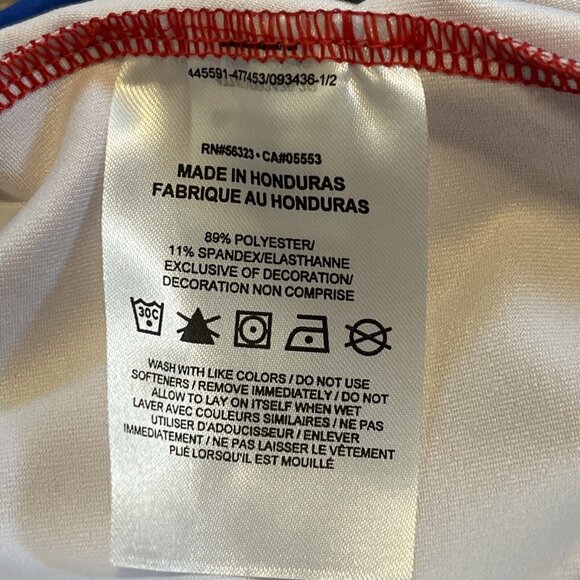 445591-477453/093436-1/2
RN#56323 • CA#05553
MADE IN HONDURAS
FABRIQUE AU HONDURAS
89% POLYESTER/
11% SPANDEX/ELASTHANNE
EXCLUSIVE OF DECORATION/
DECORATION NON COMPRISE
30C
WASH WITH LIKE COLORS / DO NOT USE
SOFTENERS / REMOVE IMMEDIATELY / DO NOT
ALLOW TO LAY ON ITSELF WHEN WET
LAVER AVEC COULEURS SIMILAIRES / NE PAS
UTILISER D'ADOUCISSEUR / ENLEVER
IMMEDIATEMENT / NE PAS LAISSER LE VÉTEMENT
PLIÉ LORSQU'IL EST MOUILLÉ